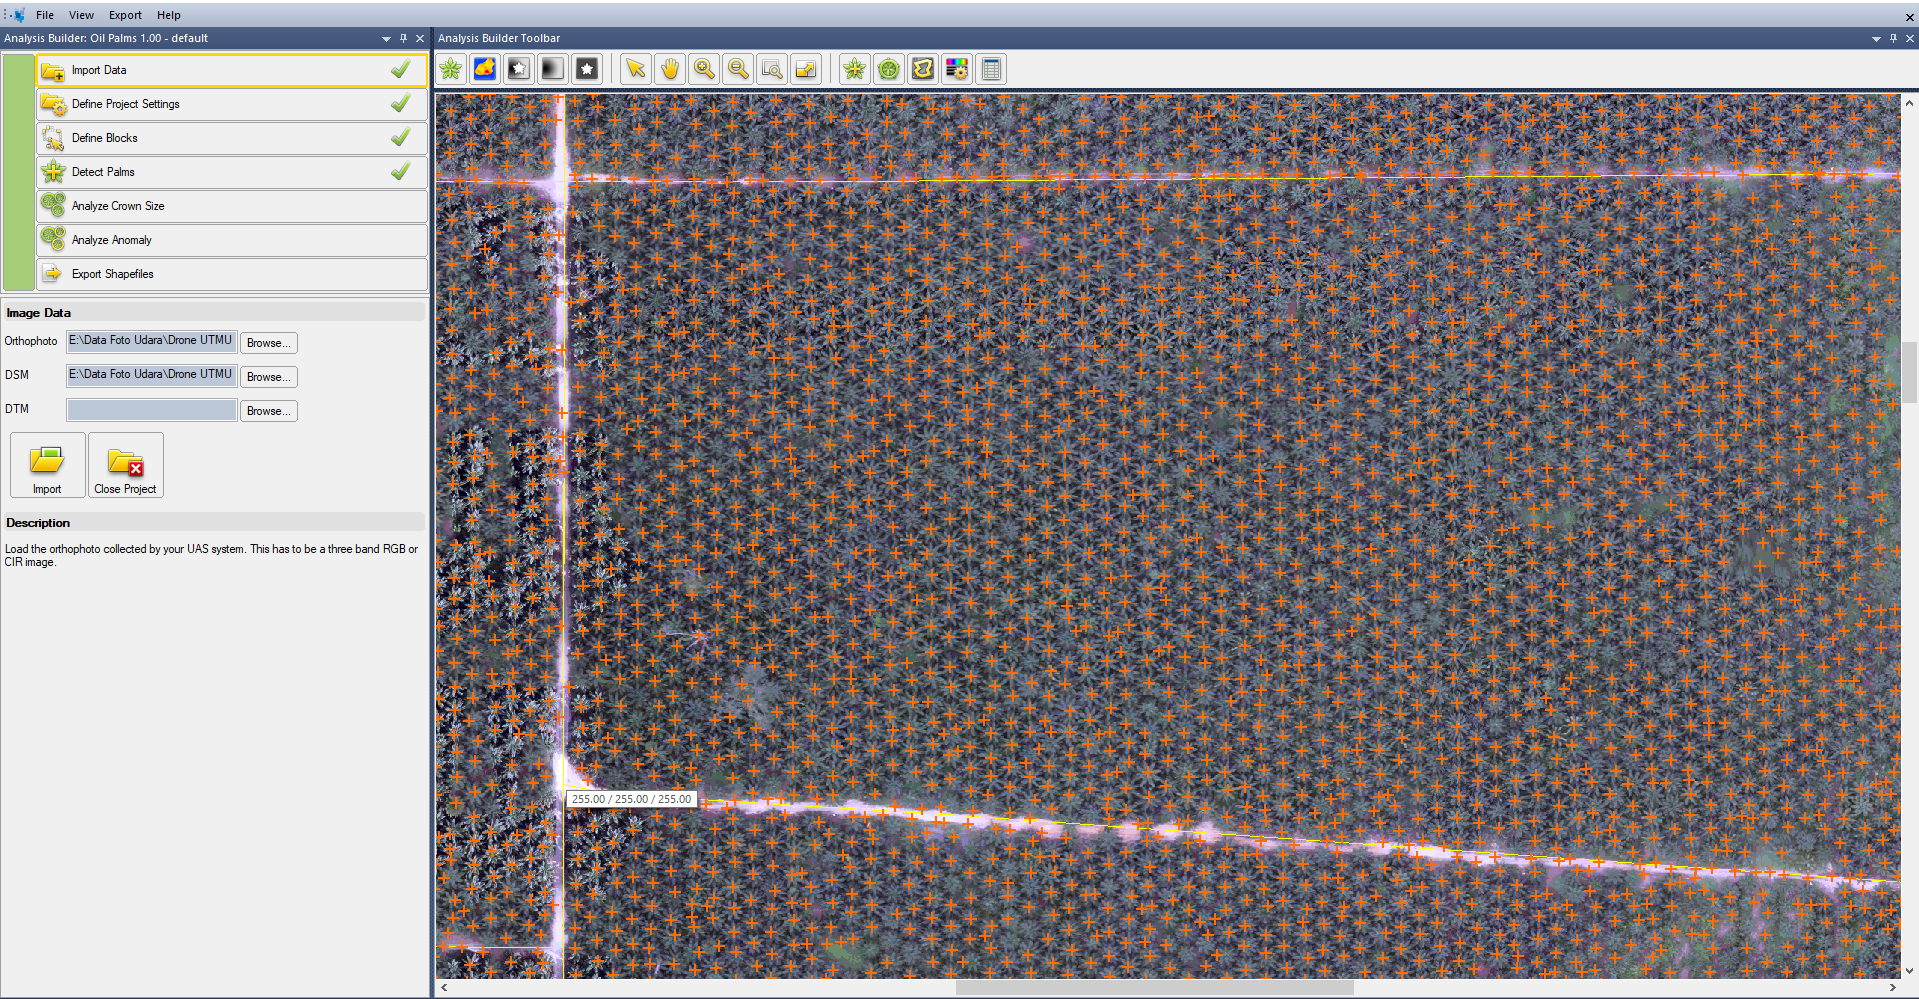 File View Export Help
Analysis Builder: Oil Palms 1.00 - default
Analysis Builder Toolbar
Import Data
Define Project Settings
Define Blocks
Detect Palms
Analyze Crown Size
Analyze Anomaly
Export Shapefiles
Image Data
Orthophoto E:\Data Foto Udara\Drone UTMU Browse...
DSM E:\Data Foto Udara\Drone UTMU Browse...
DTM Browse...
Import Close Project
Description
Load the orthophoto collected by your UAS system. This has to be a three band RGB or
CIR image.
255.00 / 255.00 / 255.00